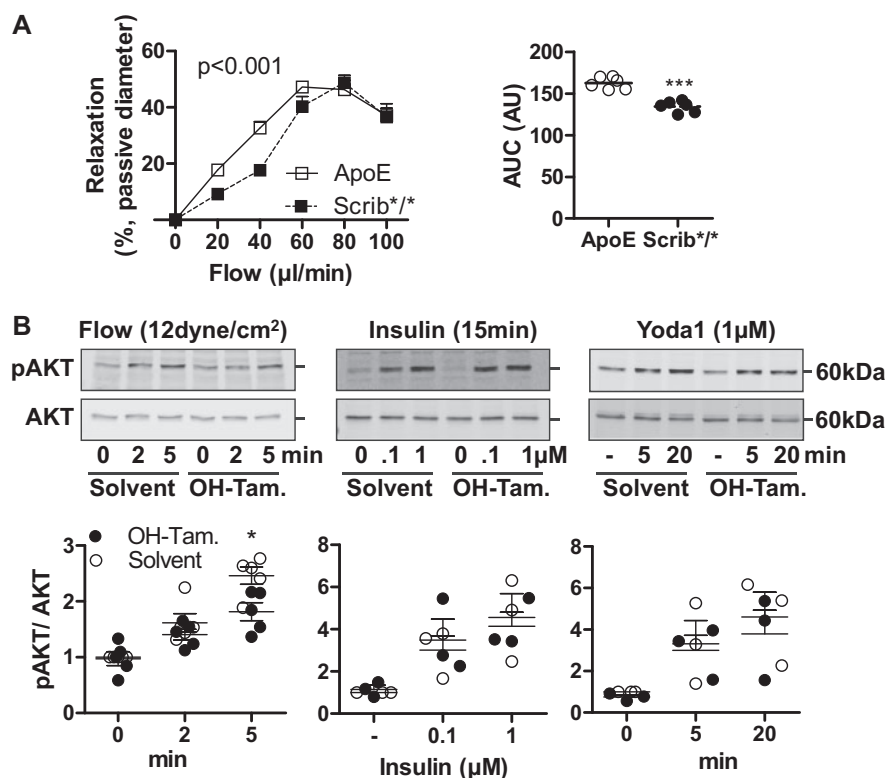 A
Relaxation
(%, passive diameter)
60
40
20
p<0.001
ApoE
Scrib*/*
0 20 40 60 80 100
Flow (µl/min)
AUC (AU)
200
150
100
50
0
***
ApoE Scrib*/*
B
Flow (12dyne/cm²) Insulin (15min) Yoda1 (1µM)
pAKT 60kDa
AKT 60kDa
0 2 5 0 2 5 min 0 .1 1 0 .1 1µM - 5 20 - 5 20 min
Solvent OH-Tam. Solvent OH-Tam. Solvent OH-Tam.
pAKT/ AKT
3
2
1
0
OH-Tam.
Solvent
*
0 2 5
min
8
6
4
2
0
- 0.1 1
Insulin (µM)
8
6
4
2
0
0 5 20
min